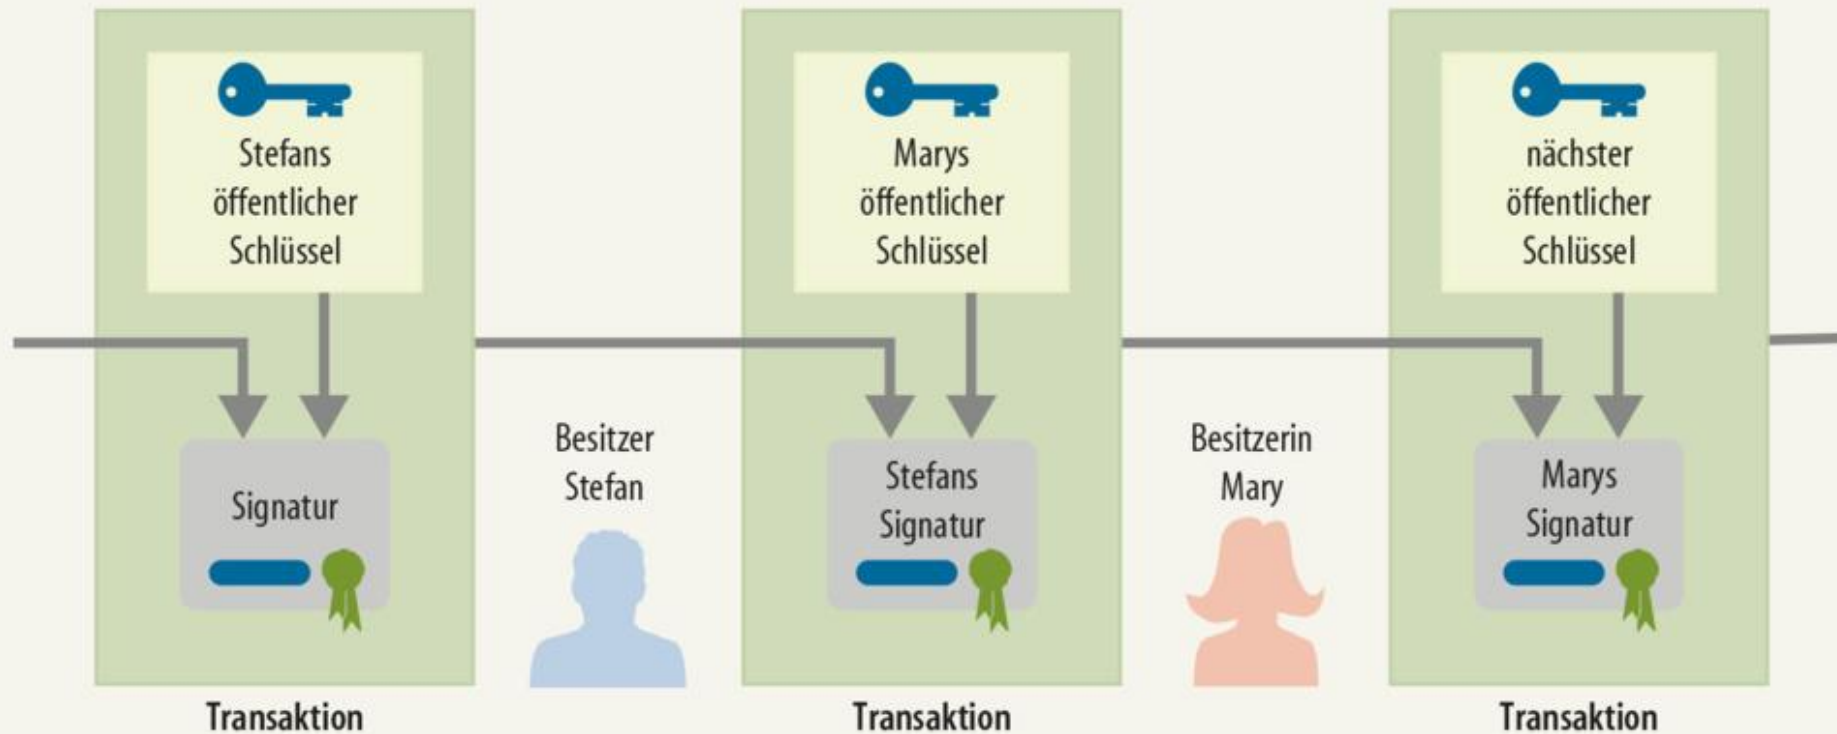 Stefans
öffentlicher
Schlüssel
Signatur
Transaktion
Besitzer
Stefan
Marys
öffentlicher
Schlüssel
Stefans
Signatur
Transaktion
Besitzerin
Mary
nächster
öffentlicher
Schlüssel
Marys
Signatur
Transaktion